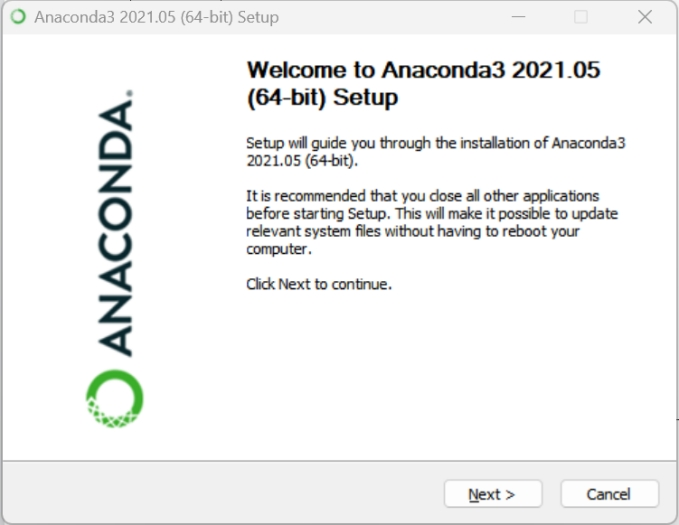 Anaconda3 2021.05 (64-bit) Setup
ANACONDA.
Welcome to Anaconda3 2021.05
(64-bit) Setup
Setup will guide you through the installation of Anaconda3
2021.05 (64-bit).
It is recommended that you close all other applications
before starting Setup. This will make it possible to update
relevant system files without having to reboot your
computer.
Click Next to continue.
Next >
Cancel